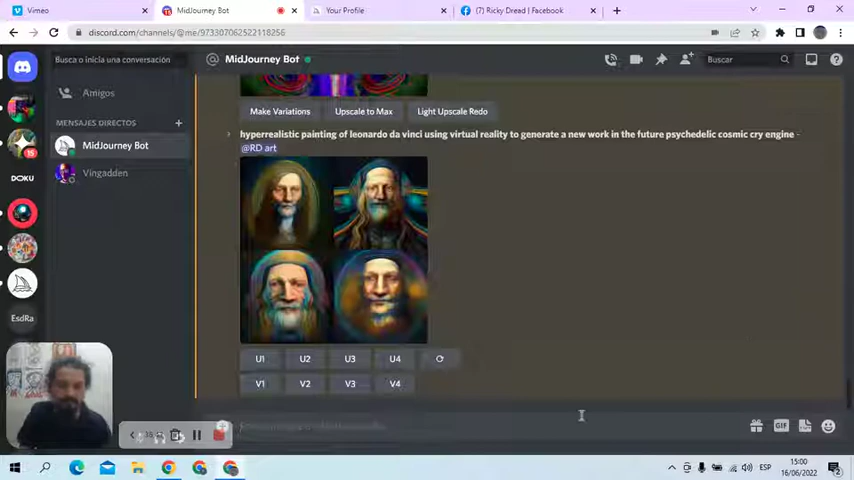 Vimeo
MidJourney Bot
Your Profile
(7) Ricky Dread | Facebook
discord.com/channels/@me/973307062522118256
Busca o inicia una conversación
MidJourney Bot
Buscar
Amigos
MENSAJES DIRECTOS
MidJourney Bot
Vingadden
DOKU
15
EsdRa
Make Variations
Upscale to Max
Light Upscale Redo
hyperrealistic painting of leonardo da vinci using virtual reality to generate a new work in the future psychedelic cosmic cry engine -
@RD art
U1
U2
U3
U4
V1
V2
V3
V4
GIF
ESP
15:00
16/06/2022
2